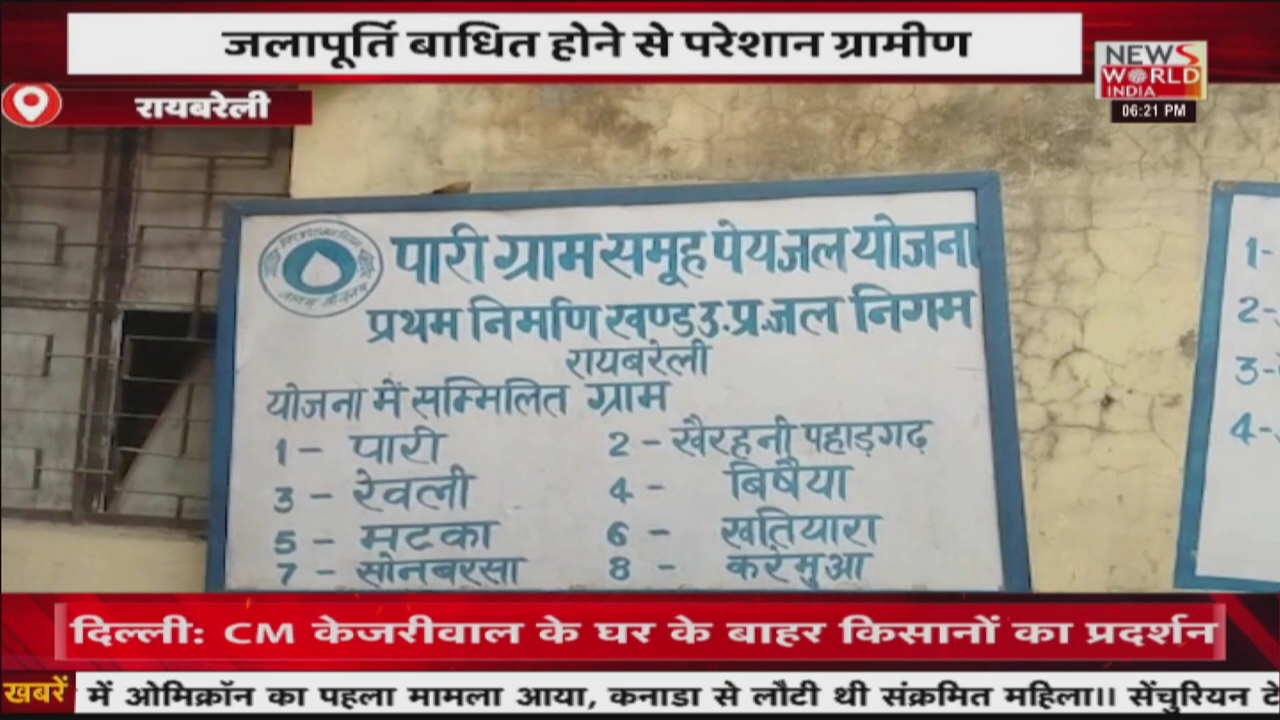 जलापूर्ति बाधित होने से परेशान ग्रामीण
NEWS
WORLD
INDIA
06:21 PM
रायबरेली
पारी ग्राम समूह पेयजल योजना
प्रथम निर्माण खण्ड उ.प्र.जल निगम
रायबरेली
योजना में सम्मिलित ग्राम
1 - पारी
2 - खैरहनी पहाड़गढ़
3 - रेवली
4 - बिषैया
5 - मटका
6 - खतियारा
7 - सोनबरसा
8 - करेमुआ
1-
2-
3-
4-
दिल्ली: CM केजरीवाल के घर के बाहर किसानों का प्रदर्शन
खबरें में ओमिक्रॉन का पहला मामला आया, कनाडा से लौटी थी संक्रमित महिला।। सेंचुरियन टे